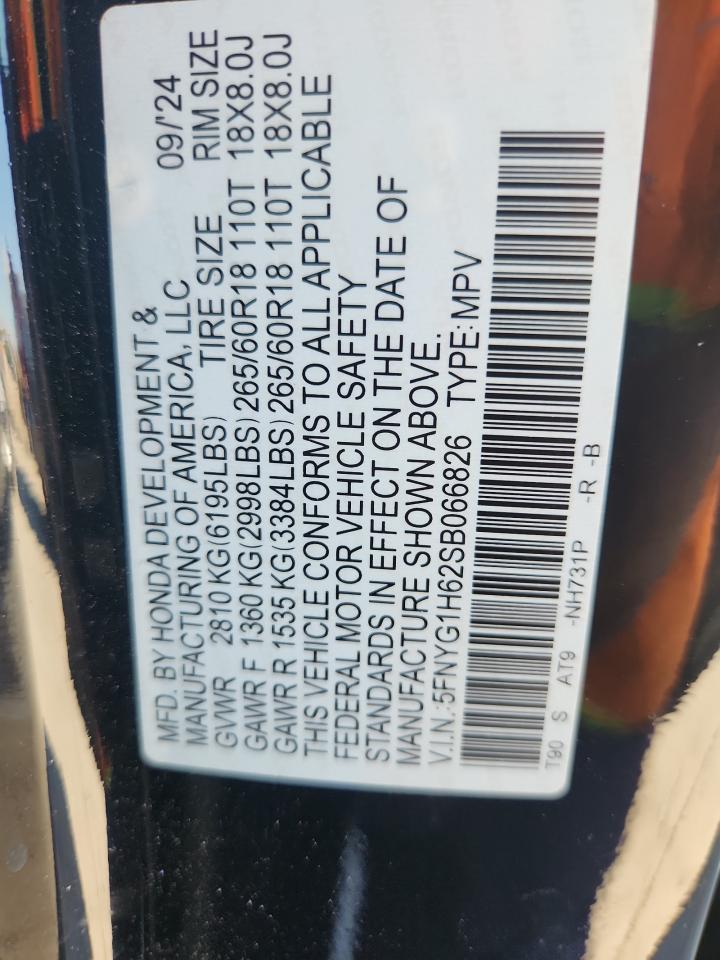 MFD. BY HONDA DEVELOPMENT & 09/'24
MANUFACTURING OF AMERICA, LLC
GVWR 2810 KG(6195LBS) TIRE SIZE RIM SIZE
GAWR F 1360 KG(2998LBS) 265/60R18 110T 18X8.0J
GAWR R 1535 KG(3384LBS) 265/60R18 110T 18X8.0J
THIS VEHICLE CONFORMS TO ALL APPLICABLE
FEDERAL MOTOR VEHICLE SAFETY
STANDARDS IN EFFECT ON THE DATE OF
MANUFACTURE SHOWN ABOVE.
V.I.N.:5FNYG1H62SB066826 TYPE:MPV
T90 S AT9 -NH731P -R -B